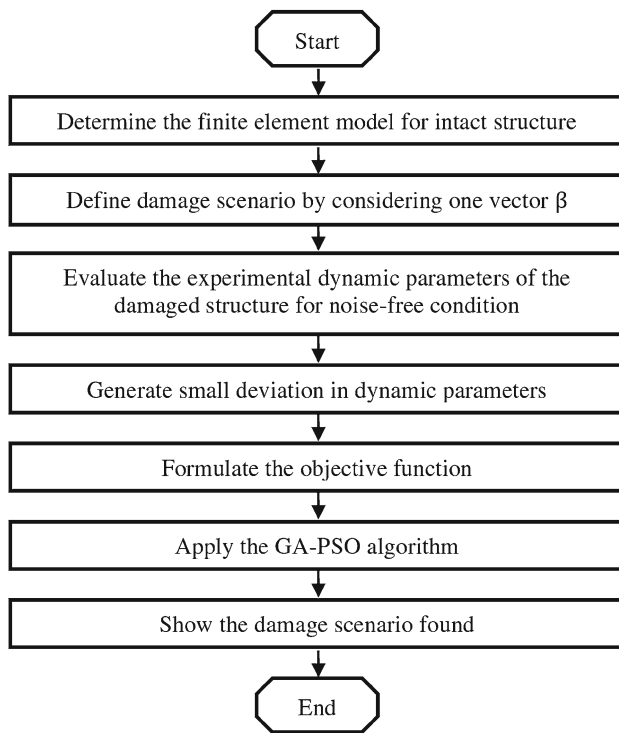 Start
Determine the finite element model for intact structure
Define damage scenario by considering one vector β
Evaluate the experimental dynamic parameters of the
damaged structure for noise-free condition
Generate small deviation in dynamic parameters
Formulate the objective function
Apply the GA-PSO algorithm
Show the damage scenario found
End